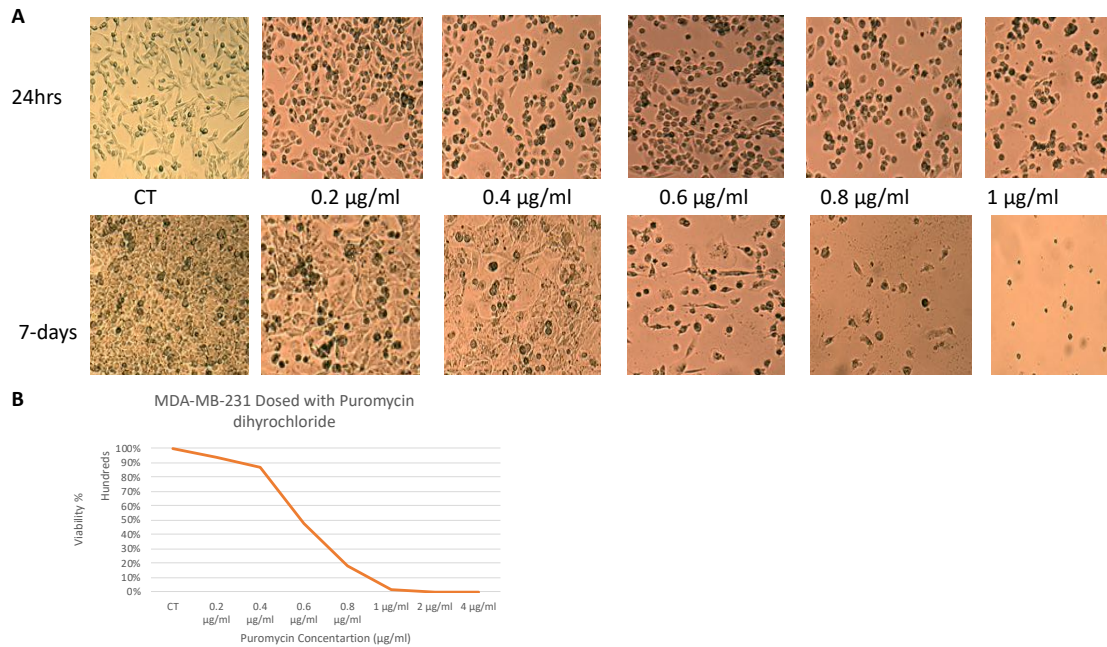 A
24hrs
CT
0.2 µg/ml
0.4 µg/ml
0.6 µg/ml
0.8 µg/ml
1 µg/ml
7-days
B
MDA-MB-231 Dosed with Puromycin
dihyrochloride
Viability %
Hundreds
100%
90%
80%
70%
60%
50%
40%
30%
20%
10%
0%
CT
0.2
µg/ml
0.4
µg/ml
0.6
µg/ml
0.8
µg/ml
1 µg/ml
2 µg/ml
4 µg/ml
Puromycin Concentartion (µg/ml)